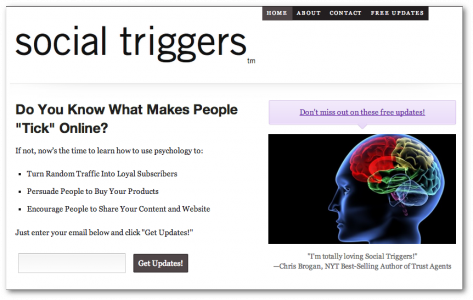 HOME ABOUT CONTACT FREE UPDATES
social triggers tm
Do You Know What Makes People
"Tick" Online?
If not, now's the time to learn how to use psychology to:
Turn Random Traffic Into Loyal Subscribers
Persuade People to Buy Your Products
Encourage People to Share Your Content and Website
Just enter your email below and click "Get Updates!"
Get Updates!
Don't miss out on these free updates!
"I'm totally loving Social Triggers!"
—Chris Brogan, NYT Best-Selling Author of Trust Agents